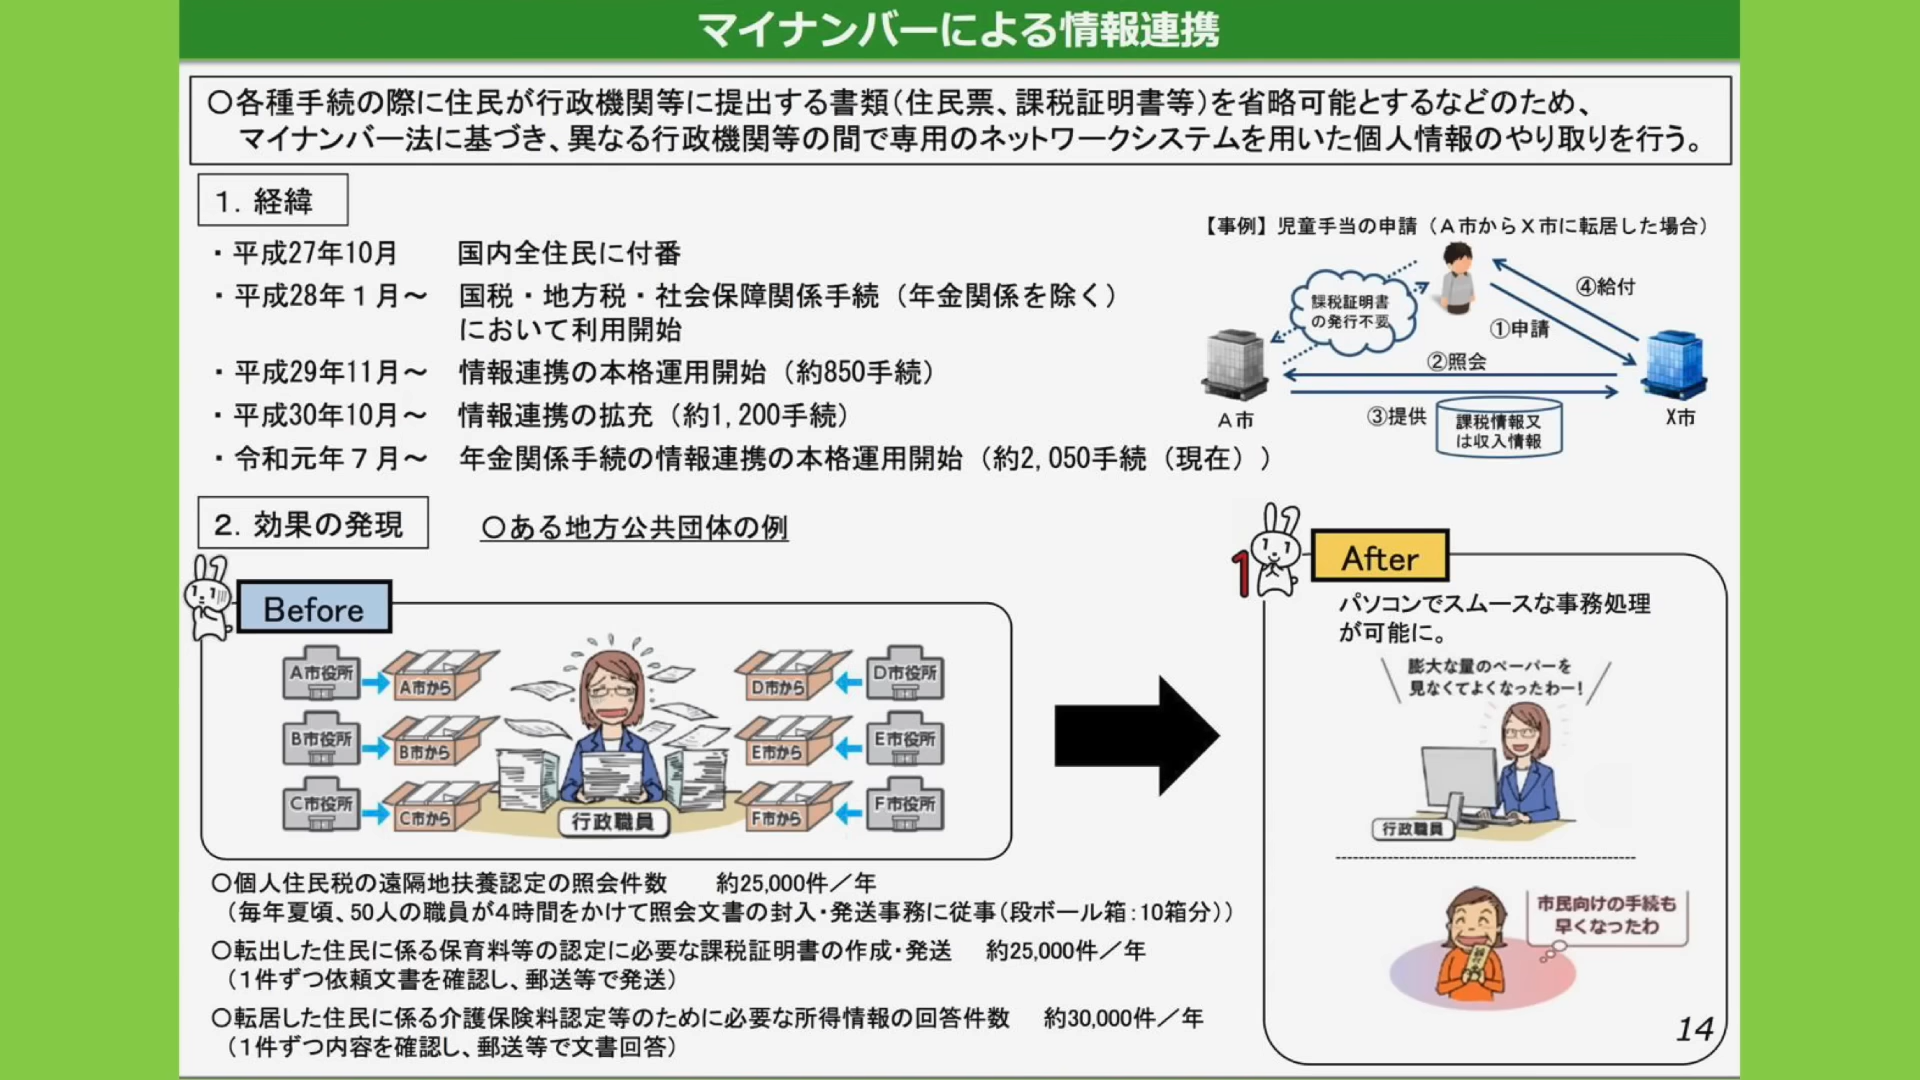 マイナンバーによる情報連携
○各種手続の際に住民が行政機関等に提出する書類(住民票、課税証明書等)を省略可能とするなどのため、
マイナンバー法に基づき、異なる行政機関等の間で専用のネットワークシステムを用いた個人情報のやり取りを行う。
1. 経緯
・平成27年10月 国内全住民に付番
・平成28年1月～ 国税・地方税・社会保障関係手続（年金関係を除く）
において利用開始
・平成29年11月～ 情報連携の本格運用開始（約850手続）
・平成30年10月～ 情報連携の拡充（約1,200手続）
・令和元年7月～ 年金関係手続の情報連携の本格運用開始（約2,050手続（現在））
【事例】児童手当の申請（A市からX市に転居した場合）
課税証明書
の発行不要
④給付
①申請
②照会
③提供
課税情報又
は収入情報
A市
X市
2. 効果の発現
○ある地方公共団体の例
Before
A市役所
A市から
D市から
D市役所
B市役所
B市から
E市から
E市役所
C市役所
C市から
F市から
F市役所
行政職員
○個人住民税の遠隔地扶養認定の照会件数 約25,000件／年
（毎年夏頃、50人の職員が4時間をかけて照会文書の封入・発送事務に従事(段ボール箱:10箱分)）
○転出した住民に係る保育料等の認定に必要な課税証明書の作成・発送 約25,000件／年
（1件ずつ依頼文書を確認し、郵送等で発送）
○転居した住民に係る介護保険料認定等のために必要な所得情報の回答件数 約30,000件／年
（1件ずつ内容を確認し、郵送等で文書回答）
After
パソコンでスムースな事務処理
が可能に。
膨大な量のペーパーを
見なくてよくなったわー!
行政職員
市民向けの手続も
早くなったわ
14